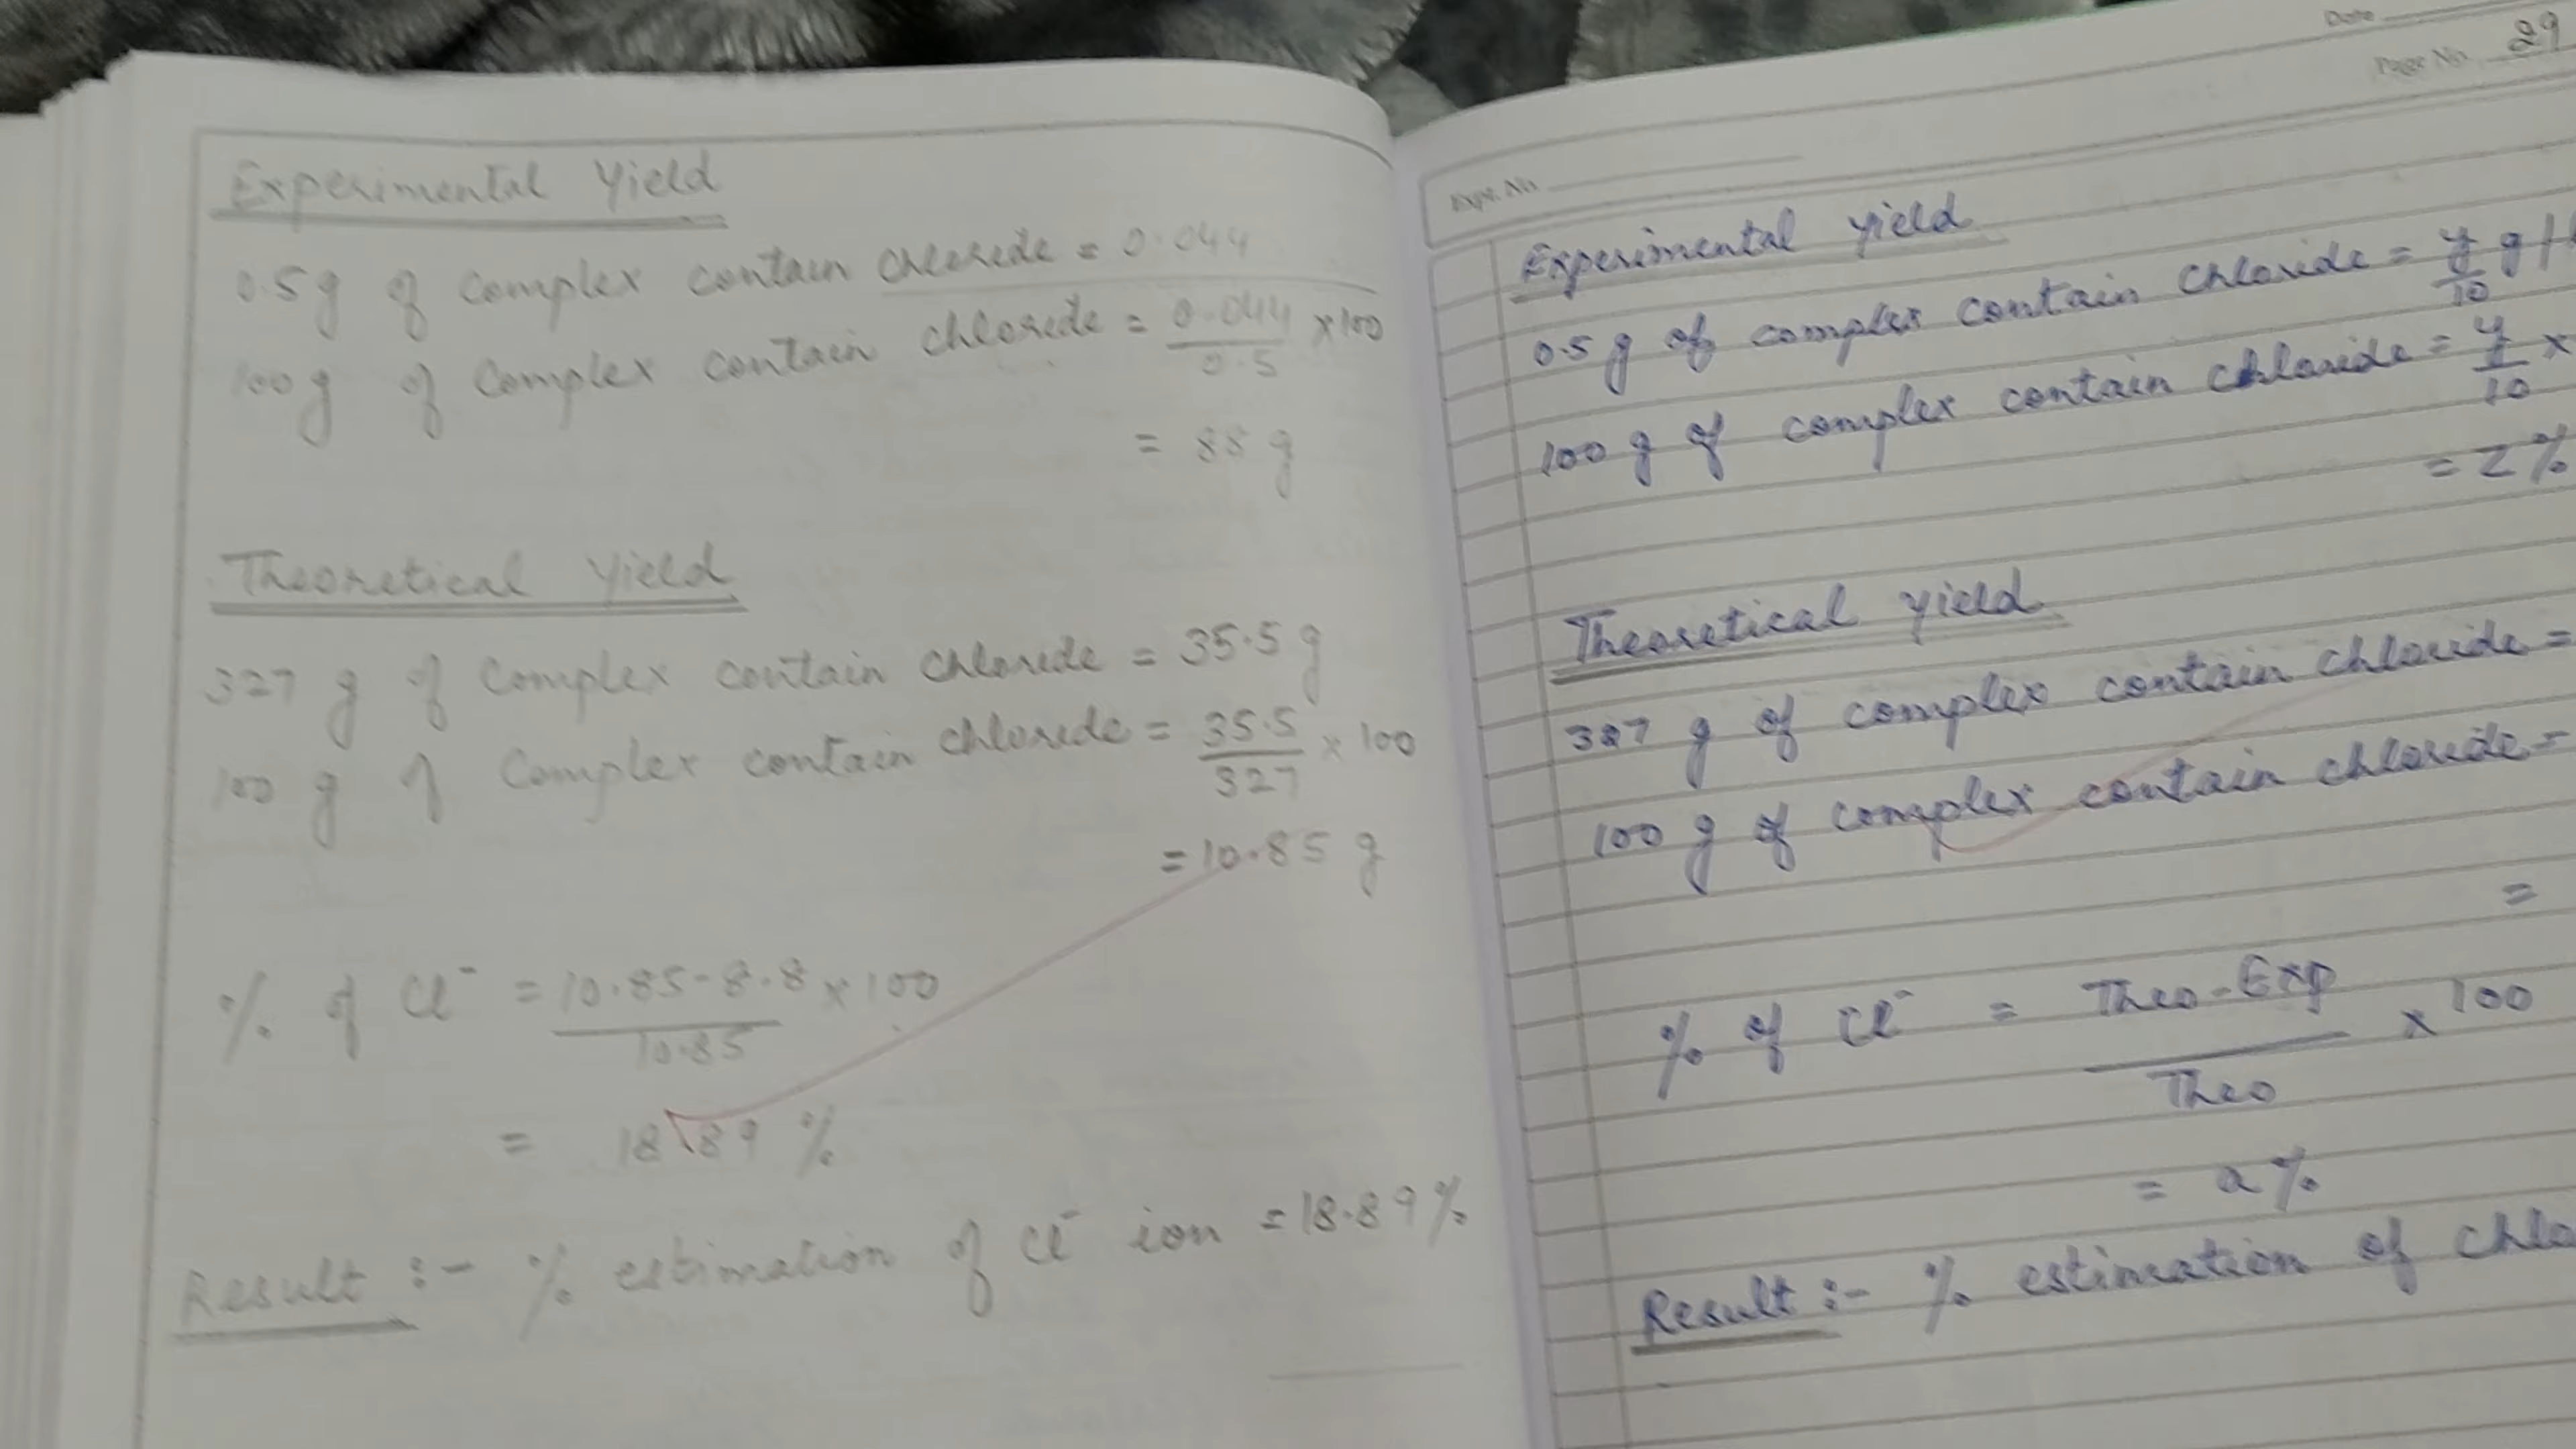 Experimental Yield
0.5g of complex contain chloride = 0.044
100g of complex contain chloride = 0.044/0.5 × 100
= 88 g
Theoretical Yield
327 g of complex contain chloride = 35.5 g
100 g of complex contain chloride = 35.5/327 × 100
= 10.85 g
% of Cl⁻ = 10.85-8.8/10.85 × 100
= 18.89 %
Result :- % estimation of Cl⁻ ion = 18.89%
Date
Page No. 29
Expt. No.
Experimental yield
0.5 g of complex contain chloride = y/10 g/
100 g of complex contain chloride = y/10 ×
= Z%
Theoretical yield
327 g of complex contain chloride =
100 g of complex contain chloride =
=
% of Cl⁻ = Theo-Exp/Theo × 100
= a%
Result :- % estimation of chlo